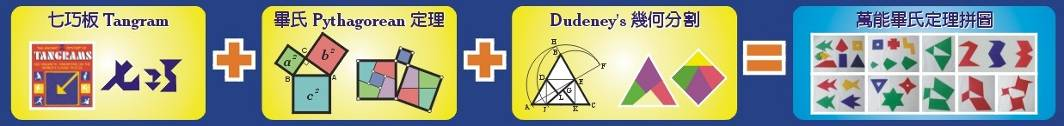 七巧板 Tangram
TANGRAMS
+
畢氏 Pythagorean 定理
a² b²
c²
C
B A
+
Dudeney's 幾何分割
H
B
F
D E
G
L
A F K C
=
萬能畢氏定理拼圖